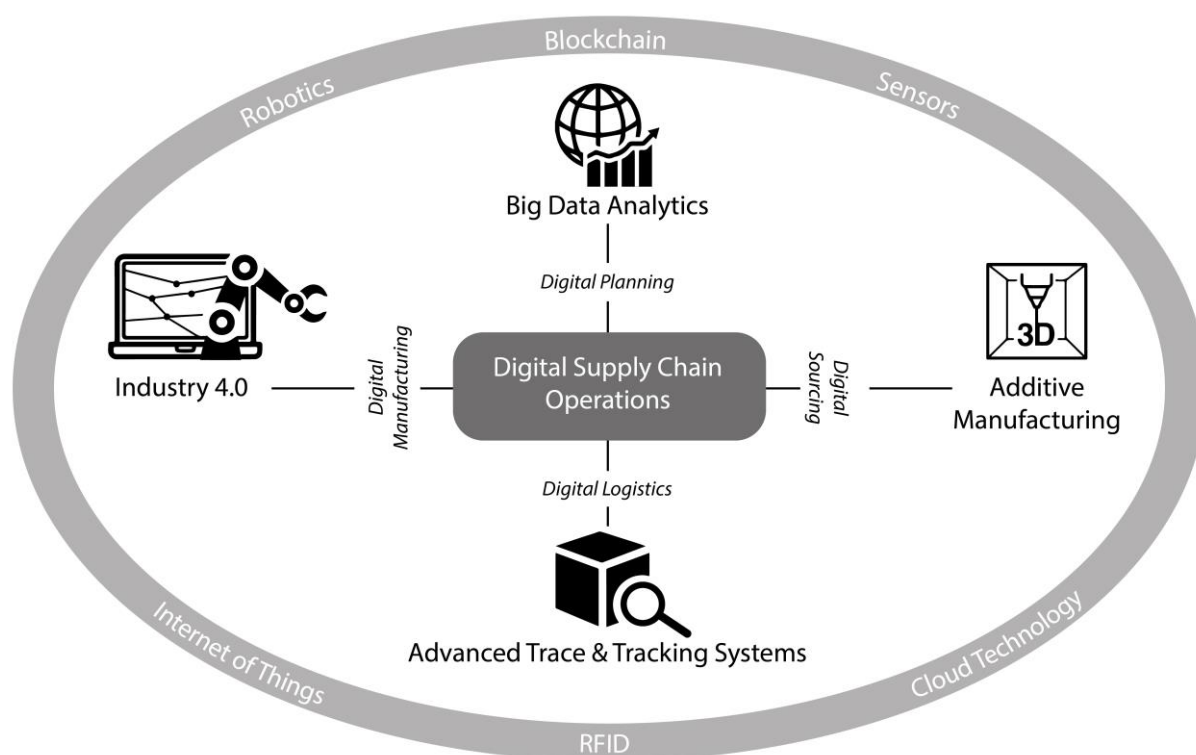 Blockchain
Robotics
Sensors
Big Data Analytics
Digital Planning
3D
Industry 4.0
Digital
Manufacturing
Digital Supply Chain
Operations
Digital
Sourcing
Additive
Manufacturing
Digital Logistics
Advanced Trace & Tracking Systems
Internet of Things
Cloud Technology
RFID